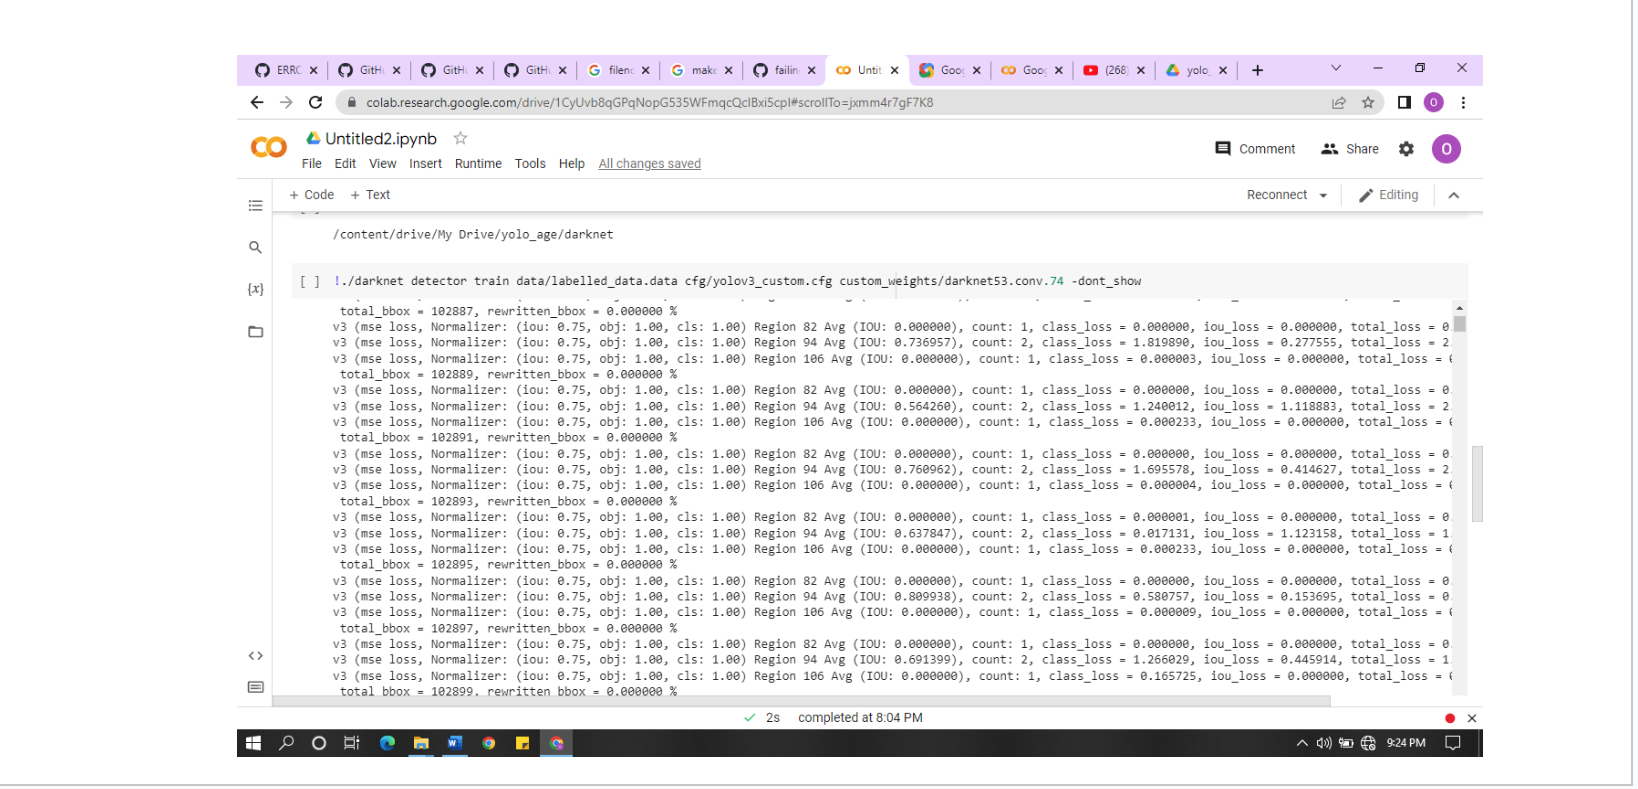 ERRC GitHu GitHu GitHu filenc make failin Untit Goog Goog (268) yolo_
colab.research.google.com/drive/1CyUvb8qGPqNopG535WFmqcQclBxi5cpI#scrollTo=jxmm4r7gF7K8
Untitled2.ipynb
Comment Share O
File Edit View Insert Runtime Tools Help All changes saved
+ Code + Text Reconnect Editing
/content/drive/My Drive/yolo_age/darknet
[ ] !./darknet detector train data/labelled_data.data cfg/yolov3_custom.cfg custom_weights/darknet53.conv.74 -dont_show
total_bbox = 102887, rewritten_bbox = 0.000000 %
v3 (mse loss, Normalizer: (iou: 0.75, obj: 1.00, cls: 1.00) Region 82 Avg (IOU: 0.000000), count: 1, class_loss = 0.000000, iou_loss = 0.000000, total_loss = 0.
v3 (mse loss, Normalizer: (iou: 0.75, obj: 1.00, cls: 1.00) Region 94 Avg (IOU: 0.736957), count: 2, class_loss = 1.819890, iou_loss = 0.277555, total_loss = 2.
v3 (mse loss, Normalizer: (iou: 0.75, obj: 1.00, cls: 1.00) Region 106 Avg (IOU: 0.000000), count: 1, class_loss = 0.000003, iou_loss = 0.000000, total_loss =
total_bbox = 102889, rewritten_bbox = 0.000000 %
v3 (mse loss, Normalizer: (iou: 0.75, obj: 1.00, cls: 1.00) Region 82 Avg (IOU: 0.000000), count: 1, class_loss = 0.000000, iou_loss = 0.000000, total_loss = 0.
v3 (mse loss, Normalizer: (iou: 0.75, obj: 1.00, cls: 1.00) Region 94 Avg (IOU: 0.564260), count: 2, class_loss = 1.240012, iou_loss = 1.118883, total_loss = 2.
v3 (mse loss, Normalizer: (iou: 0.75, obj: 1.00, cls: 1.00) Region 106 Avg (IOU: 0.000000), count: 1, class_loss = 0.000233, iou_loss = 0.000000, total_loss =
total_bbox = 102891, rewritten_bbox = 0.000000 %
v3 (mse loss, Normalizer: (iou: 0.75, obj: 1.00, cls: 1.00) Region 82 Avg (IOU: 0.000000), count: 1, class_loss = 0.000000, iou_loss = 0.000000, total_loss = 0.
v3 (mse loss, Normalizer: (iou: 0.75, obj: 1.00, cls: 1.00) Region 94 Avg (IOU: 0.760962), count: 2, class_loss = 1.695578, iou_loss = 0.414627, total_loss = 2.
v3 (mse loss, Normalizer: (iou: 0.75, obj: 1.00, cls: 1.00) Region 106 Avg (IOU: 0.000000), count: 1, class_loss = 0.000004, iou_loss = 0.000000, total_loss =
total_bbox = 102893, rewritten_bbox = 0.000000 %
v3 (mse loss, Normalizer: (iou: 0.75, obj: 1.00, cls: 1.00) Region 82 Avg (IOU: 0.000000), count: 1, class_loss = 0.000001, iou_loss = 0.000000, total_loss = 0.
v3 (mse loss, Normalizer: (iou: 0.75, obj: 1.00, cls: 1.00) Region 94 Avg (IOU: 0.637847), count: 2, class_loss = 0.017131, iou_loss = 1.123158, total_loss = 1.
v3 (mse loss, Normalizer: (iou: 0.75, obj: 1.00, cls: 1.00) Region 106 Avg (IOU: 0.000000), count: 1, class_loss = 0.000233, iou_loss = 0.000000, total_loss =
total_bbox = 102895, rewritten_bbox = 0.000000 %
v3 (mse loss, Normalizer: (iou: 0.75, obj: 1.00, cls: 1.00) Region 82 Avg (IOU: 0.000000), count: 1, class_loss = 0.000000, iou_loss = 0.000000, total_loss = 0.
v3 (mse loss, Normalizer: (iou: 0.75, obj: 1.00, cls: 1.00) Region 94 Avg (IOU: 0.809938), count: 2, class_loss = 0.580757, iou_loss = 0.153695, total_loss = 0.
v3 (mse loss, Normalizer: (iou: 0.75, obj: 1.00, cls: 1.00) Region 106 Avg (IOU: 0.000000), count: 1, class_loss = 0.000009, iou_loss = 0.000000, total_loss =
total_bbox = 102897, rewritten_bbox = 0.000000 %
v3 (mse loss, Normalizer: (iou: 0.75, obj: 1.00, cls: 1.00) Region 82 Avg (IOU: 0.000000), count: 1, class_loss = 0.000000, iou_loss = 0.000000, total_loss = 0.
v3 (mse loss, Normalizer: (iou: 0.75, obj: 1.00, cls: 1.00) Region 94 Avg (IOU: 0.691399), count: 2, class_loss = 1.266029, iou_loss = 0.445914, total_loss = 1.
v3 (mse loss, Normalizer: (iou: 0.75, obj: 1.00, cls: 1.00) Region 106 Avg (IOU: 0.000000), count: 1, class_loss = 0.165725, iou_loss = 0.000000, total_loss =
total_bbox = 102899, rewritten_bbox = 0.000000 %
2s completed at 8:04 PM
9:24 PM